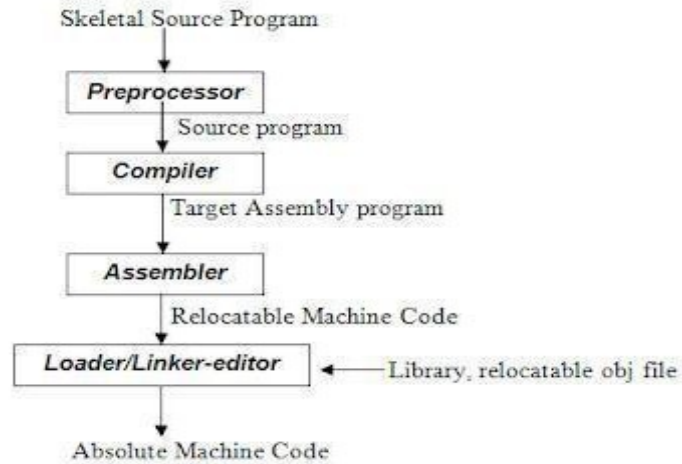 Skeletal Source Program
Preprocessor
Source program
Compiler
Target Assembly program
Assembler
Relocatable Machine Code
Loader/Linker-editor
Library, relocatable obj file
Absolute Machine Code